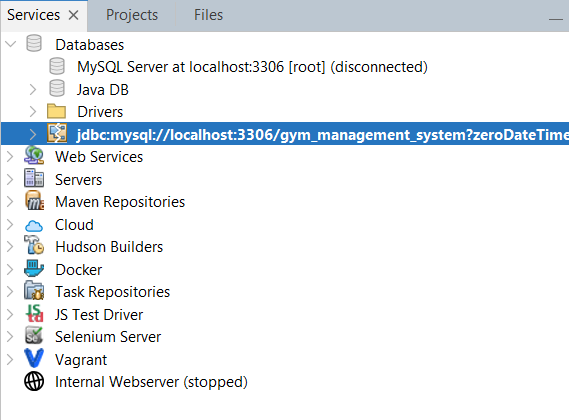 Services Projects Files
Databases
MySQL Server at localhost:3306 [root] (disconnected)
Java DB
Drivers
jdbc:mysql://localhost:3306/gym_management_system?zeroDateTime
Web Services
Servers
Maven Repositories
Cloud
Hudson Builders
Docker
Task Repositories
JS Test Driver
Selenium Server
Vagrant
Internal Webserver (stopped)